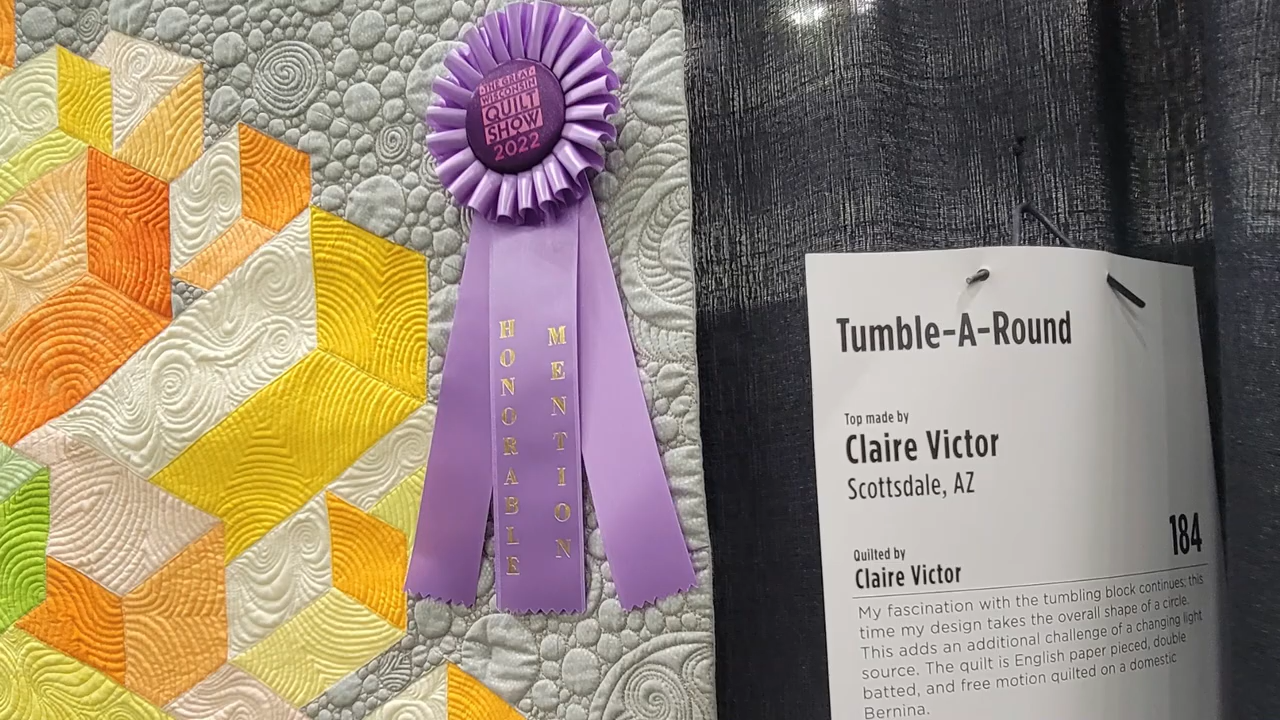 THE GREAT
WISCONSIN
QUILT
SHOW
2022
HONORABLE
MENTION
Tumble-A-Round
Top made by
Claire Victor
Scottsdale, AZ
184
Quilted by
Claire Victor
My fascination with the tumbling block continues; this
time my design takes the overall shape of a circle.
This adds an additional challenge of a changing light
source. The quilt is English paper pieced, double
batted, and free motion quilted on a domestic
Bernina.